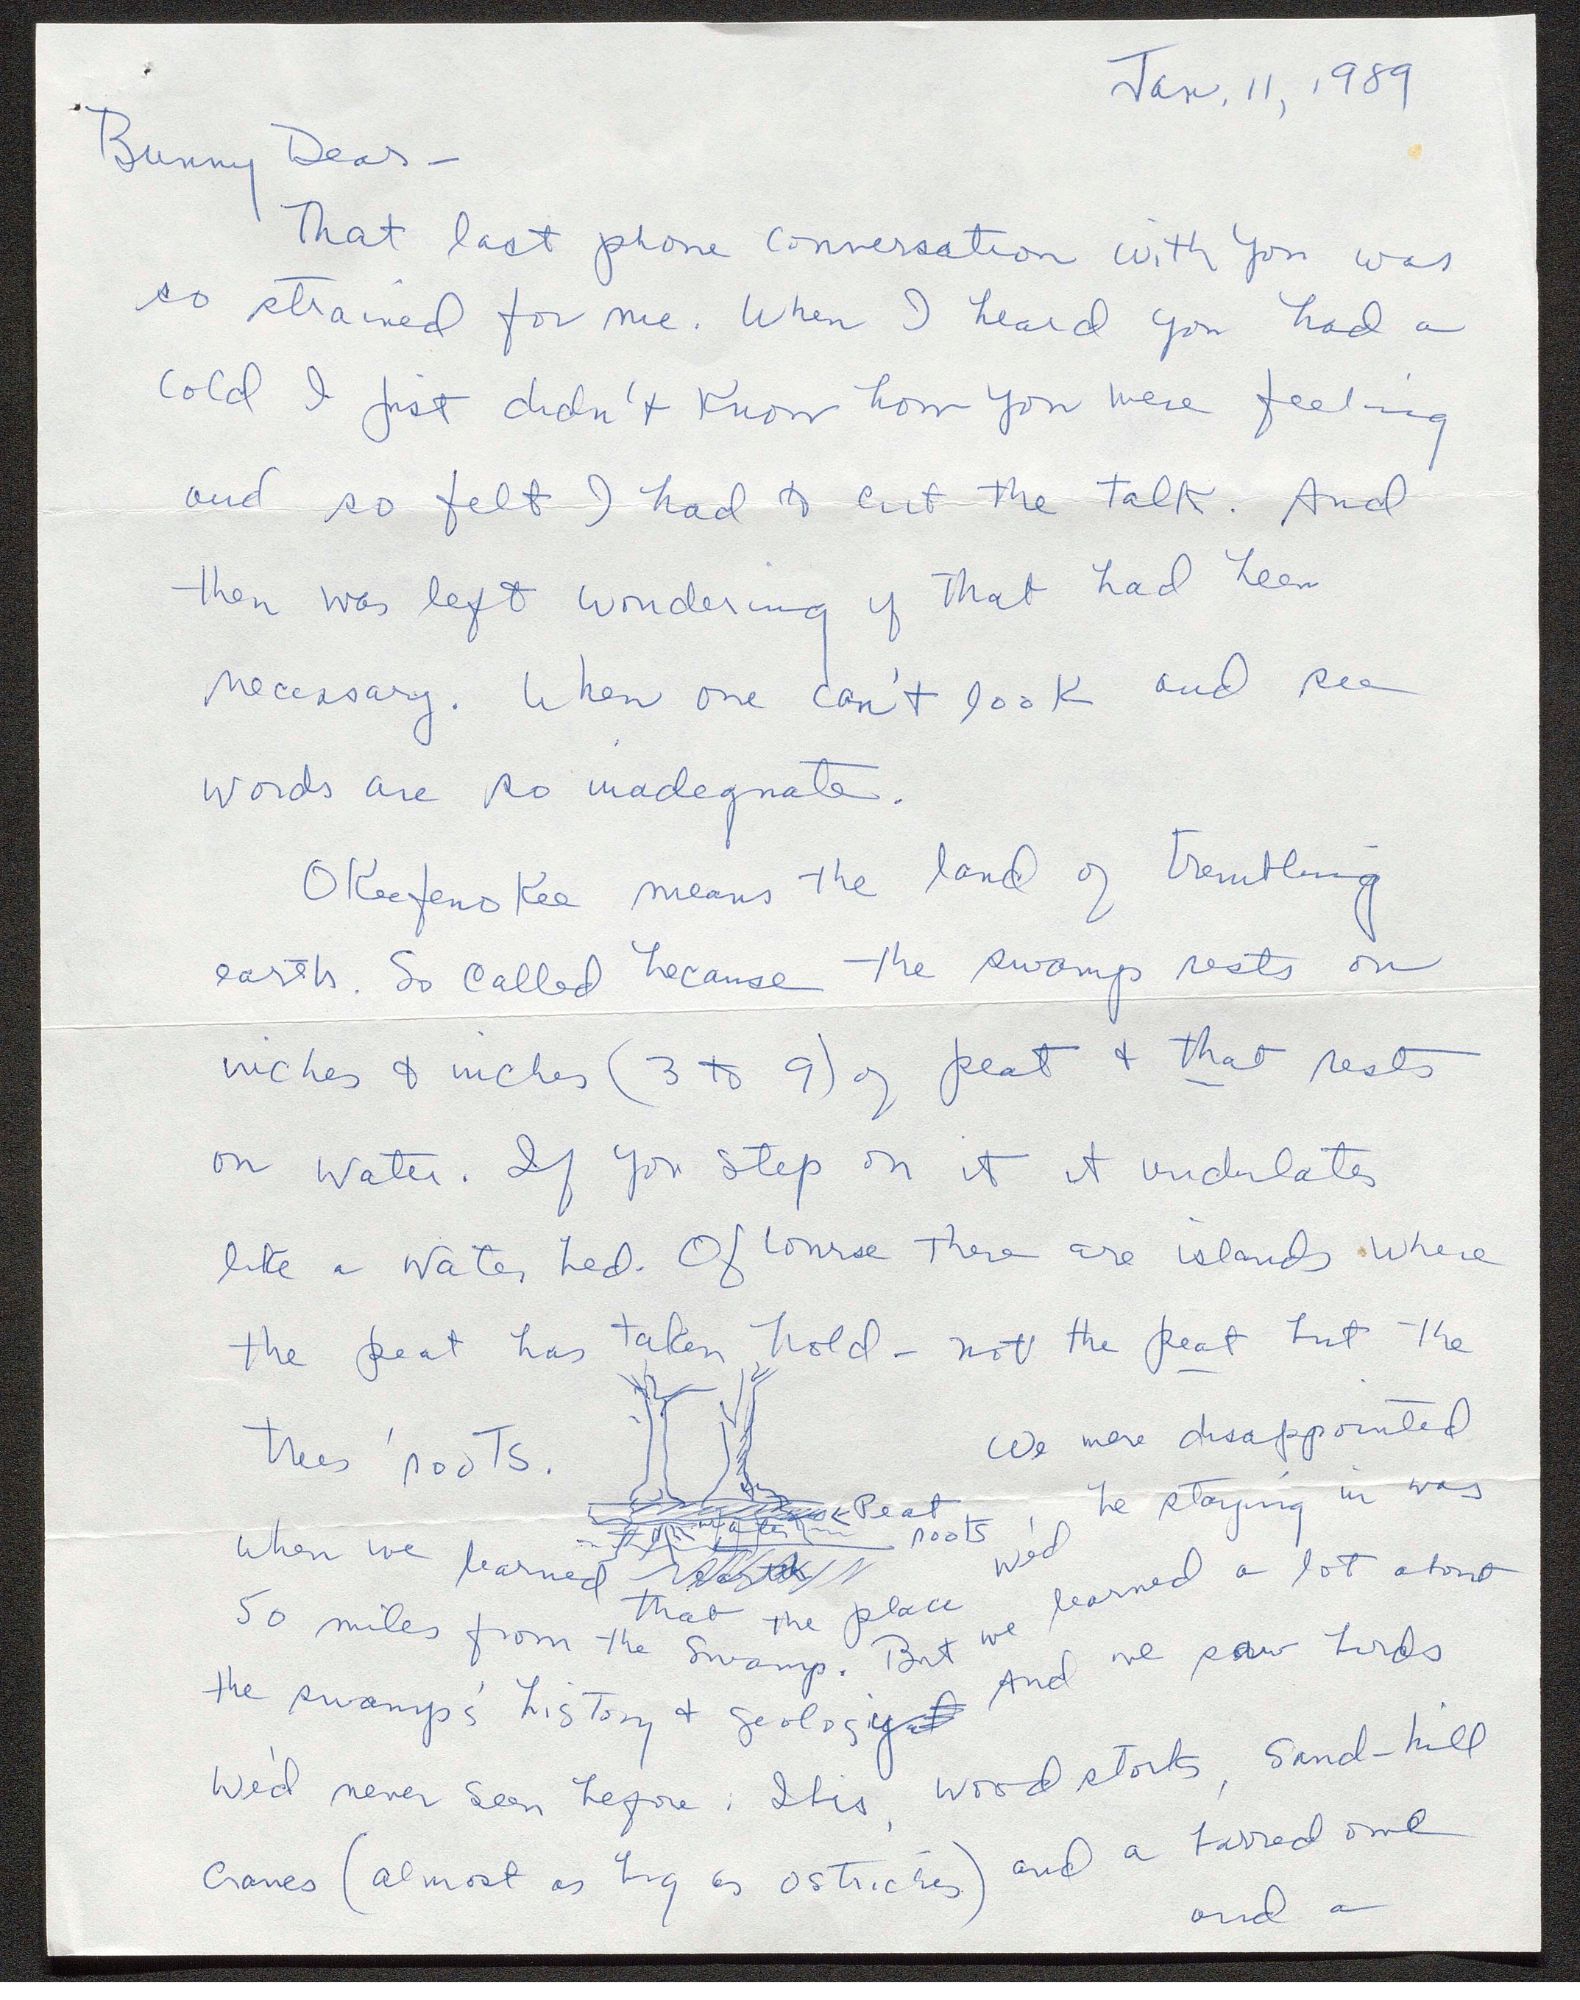 Jan. 11, 1989
Bunny Dear -
That last phone conversation with you was
so strained for me. When I heard you had a
cold I just didn't know how you were feeling
and so felt I had to cut the talk. And
then was left wondering if that had been
necessary. When one can't look and see
words are so inadequate.
Okeefenokee means the land of trembling
earth. So called because the swamp rests on
inches & inches (3 to 9) of peat & that rests
on water. If you step on it it undulates
like a water bed. Of course there are islands where
the peat has taken hold - not the peat but the
trees' roots. We were disappointed
Peat
water
roots
earth
when we learned that the place we'd be staying in was
50 miles from the swamp. But we learned a lot about
the swamp's history & geology And we saw birds
We'd never seen before. Ibis, wood storks, Sand-hill
cranes (almost as big as ostriches) and a barred owl
and a